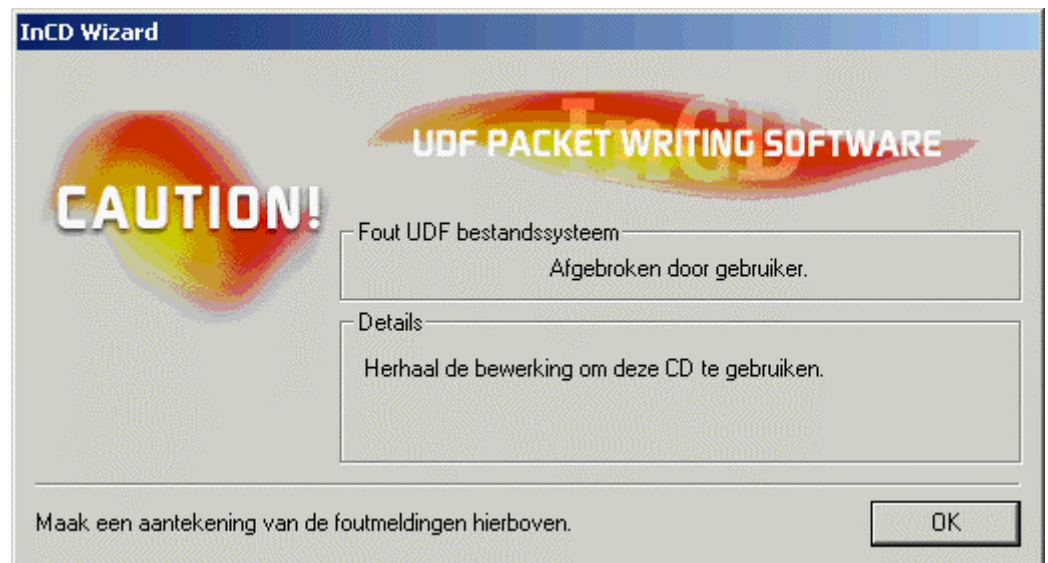 InCD Wizard
InCD
UDF PACKET WRITING SOFTWARE
CAUTION!
Fout UDF bestandssysteem
Afgebroken door gebruiker.
Details
Herhaal de bewerking om deze CD te gebruiken.
Maak een aantekening van de foutmeldingen hierboven.
OK